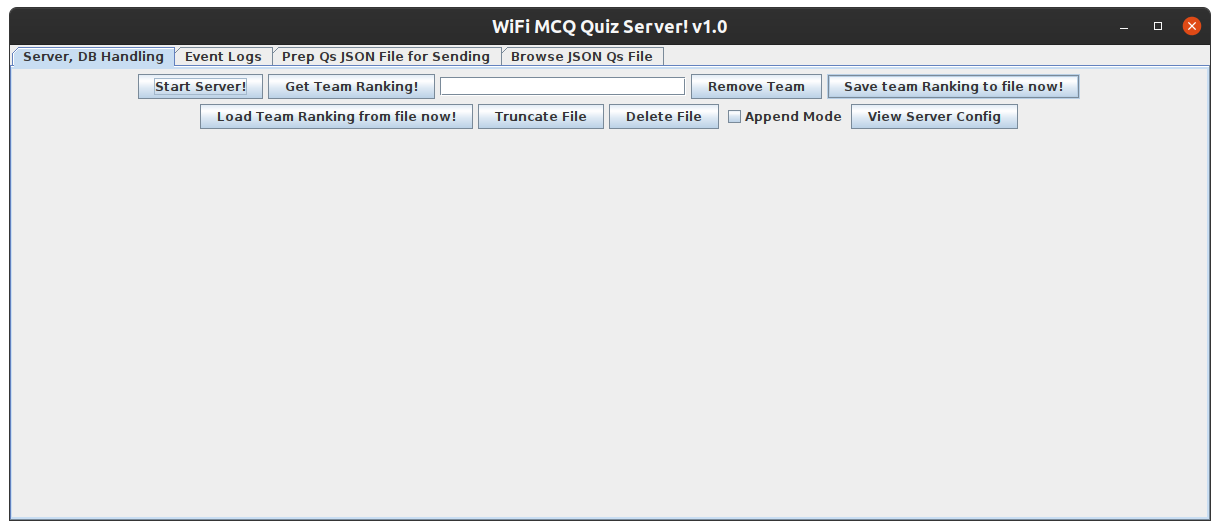 WiFi MCQ Quiz Server! v1.0
Server, DB Handling Event Logs Prep Qs JSON File for Sending Browse JSON Qs File
Start Server! Get Team Ranking! Remove Team Save team Ranking to file now!
Load Team Ranking from file now! Truncate File Delete File Append Mode View Server Config